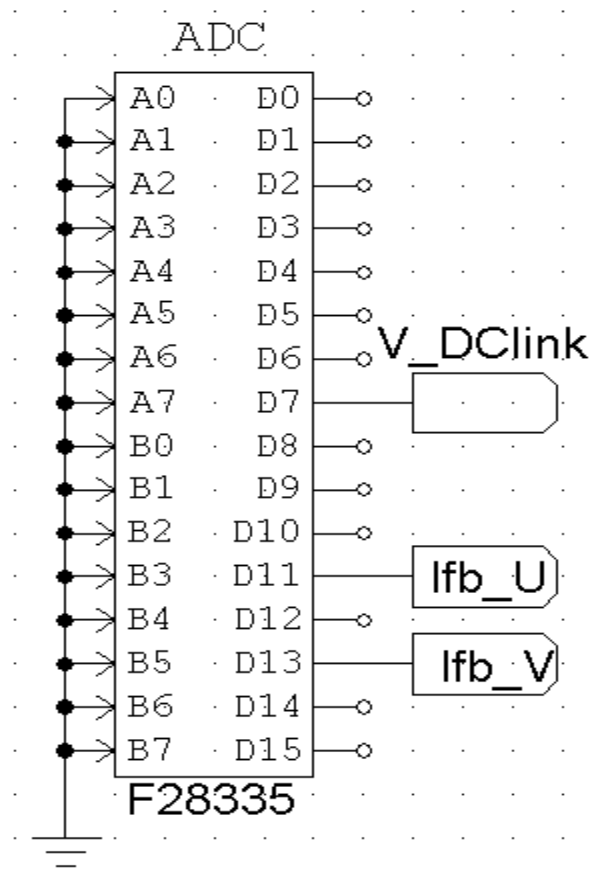 ADC
A0 D0
A1 D1
A2 D2
A3 D3
A4 D4
A5 D5
A6 D6
V_DClink
A7 D7
B0 D8
B1 D9
B2 D10
B3 D11 Ifb_U
B4 D12
B5 D13 Ifb_V
B6 D14
B7 D15
F28335